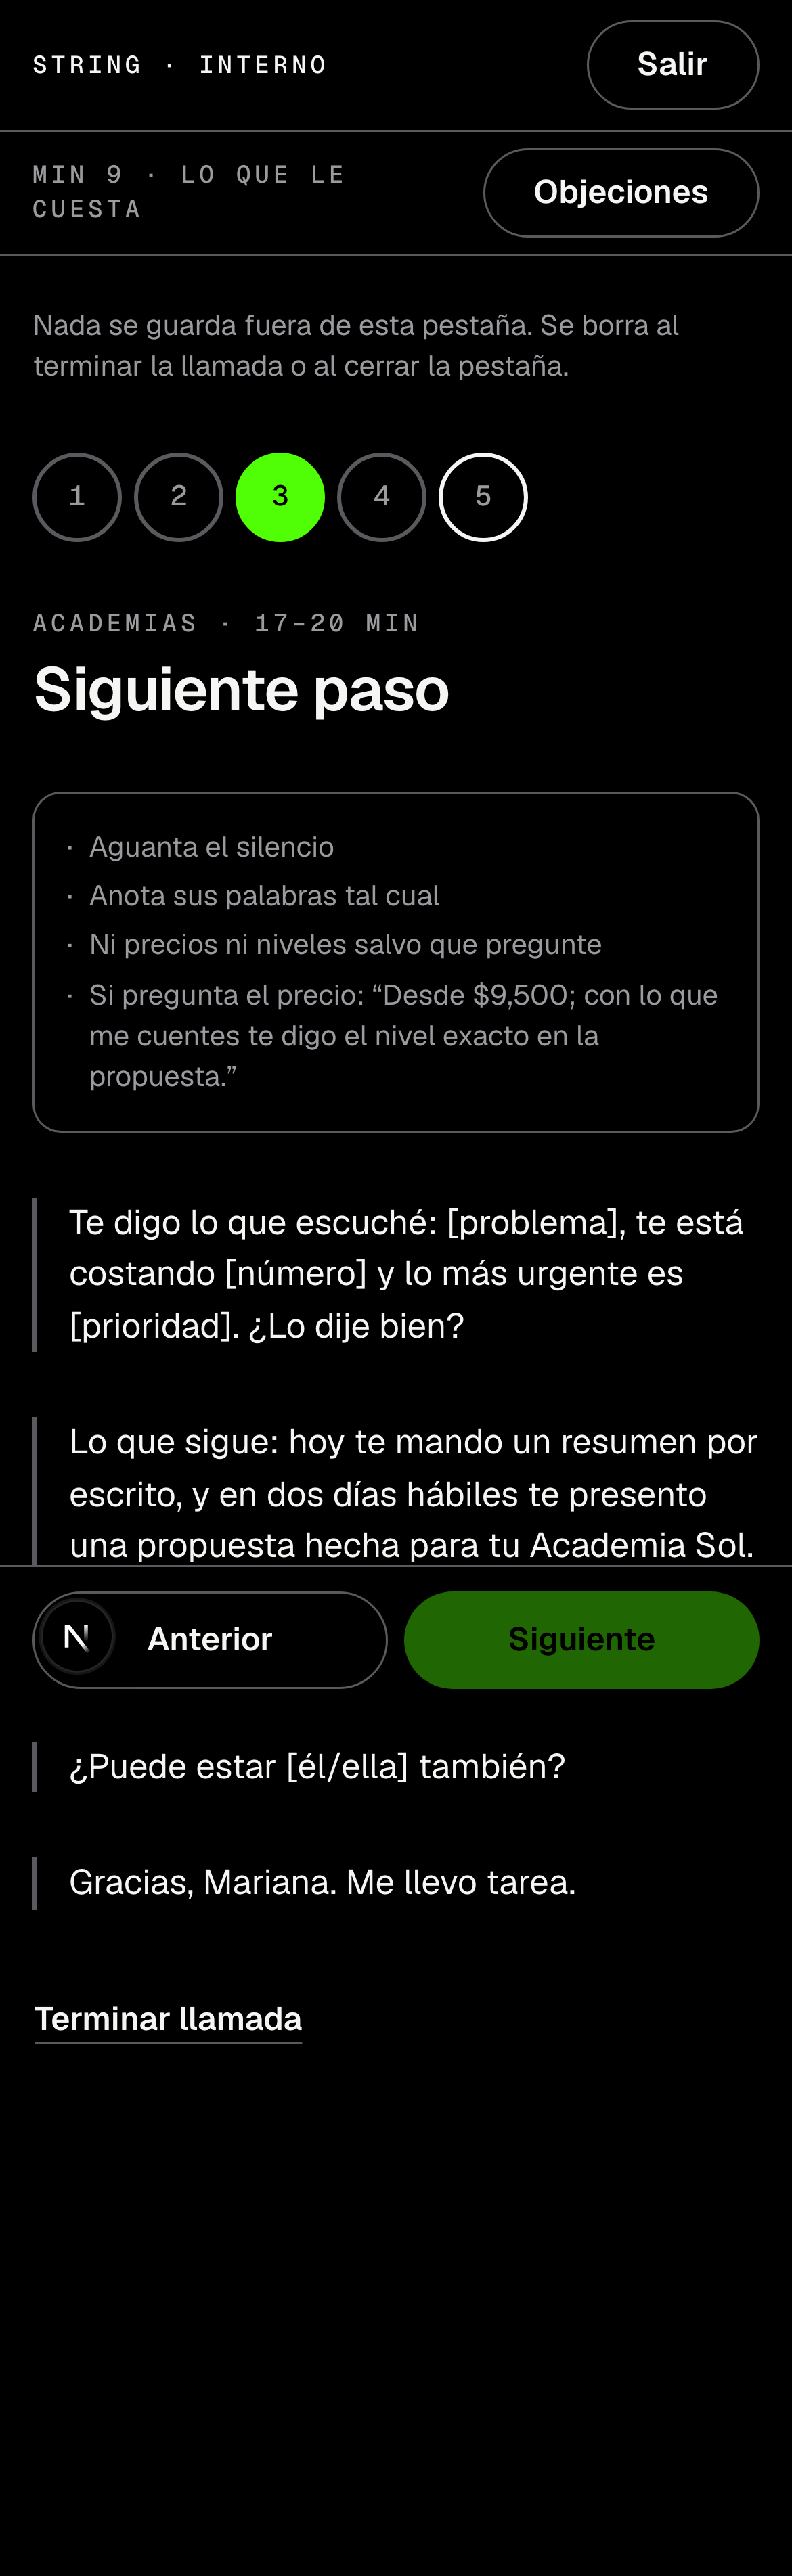 STRING · INTERNO
Salir
MIN 9 · LO QUE LE
CUESTA
Objeciones
Nada se guarda fuera de esta pestaña. Se borra al
terminar la llamada o al cerrar la pestaña.
1 2 3 4 5
ACADEMIAS · 17–20 MIN
Siguiente paso
· Aguanta el silencio
· Anota sus palabras tal cual
· Ni precios ni niveles salvo que pregunte
· Si pregunta el precio: “Desde $9,500; con lo que
me cuentes te digo el nivel exacto en la
propuesta.”
Te digo lo que escuché: [problema], te está
costando [número] y lo más urgente es
[prioridad]. ¿Lo dije bien?
Lo que sigue: hoy te mando un resumen por
escrito, y en dos días hábiles te presento
una propuesta hecha para tu Academia Sol.
N
Anterior
Siguiente
¿Puede estar [él/ella] también?
Gracias, Mariana. Me llevo tarea.
Terminar llamada